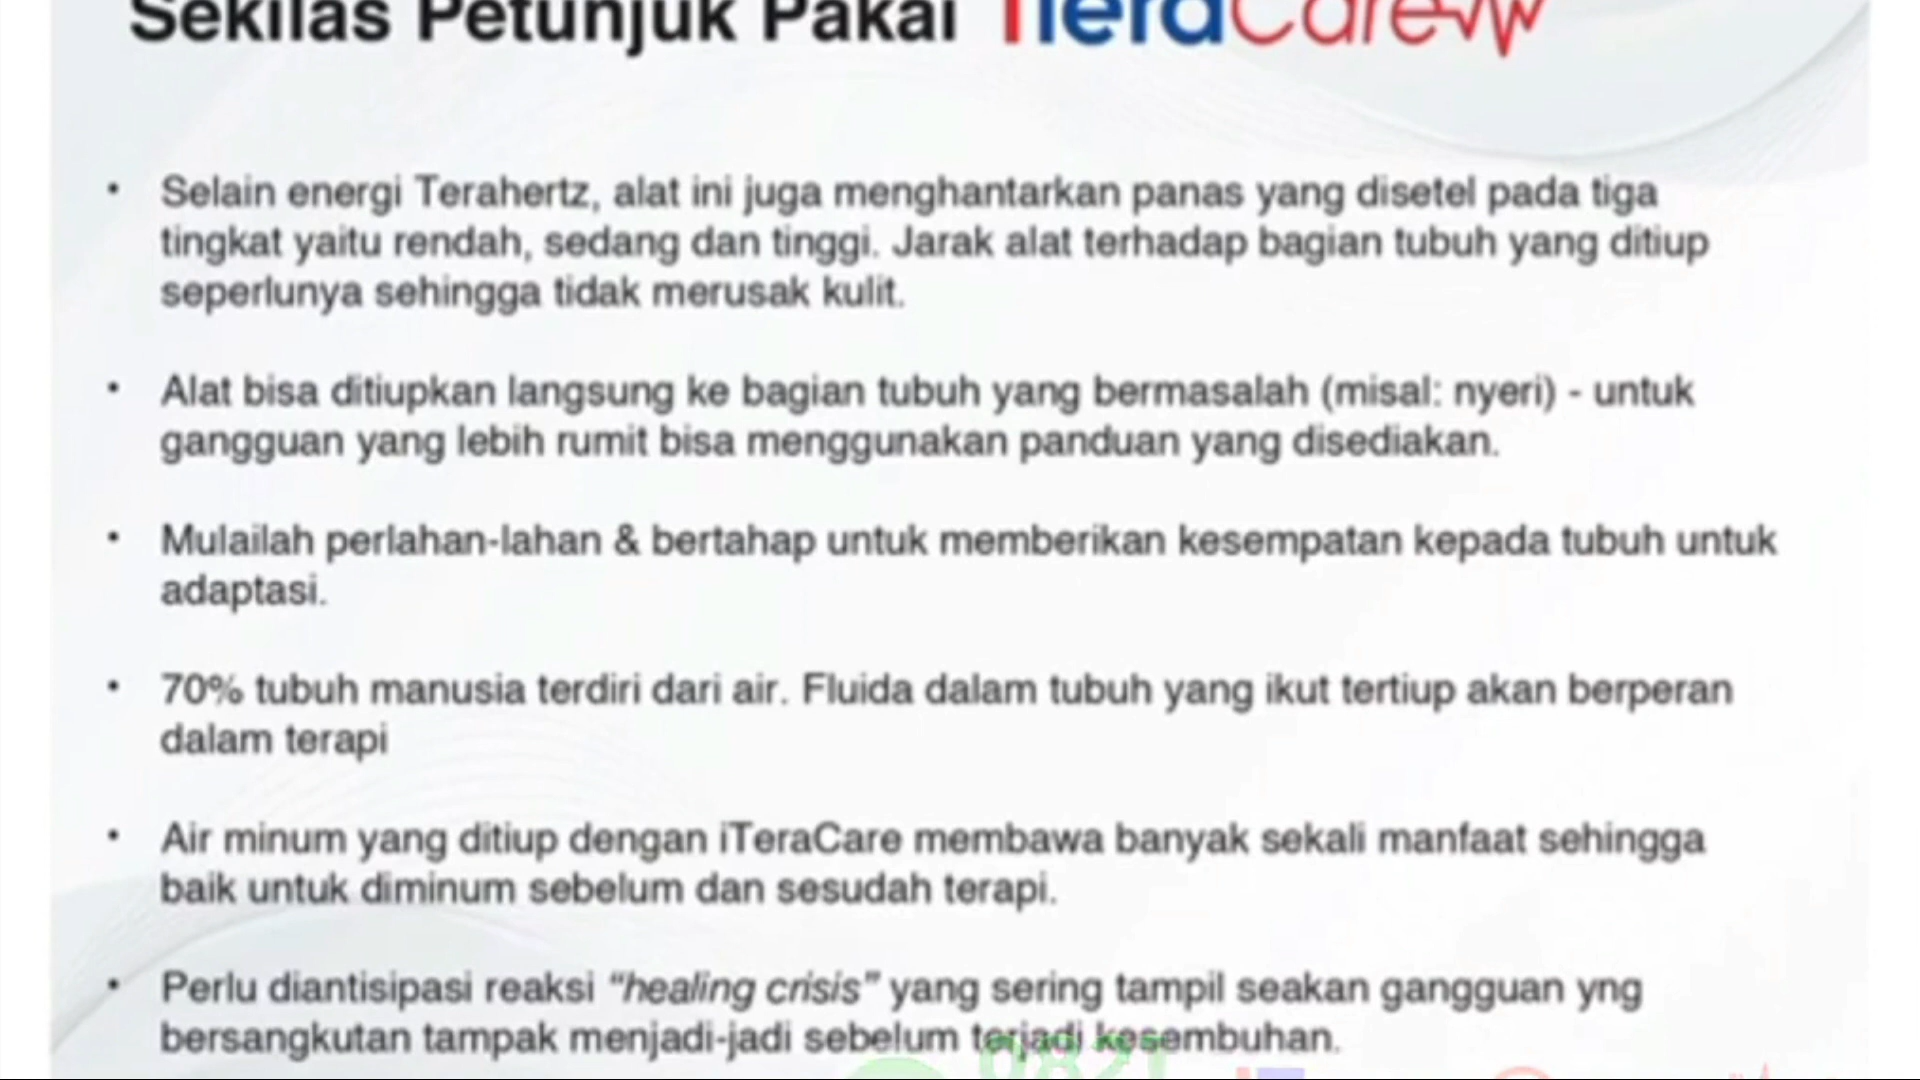 Sekilas Petunjuk Pakai iTeraCare
• Selain energi Terahertz, alat ini juga menghantarkan panas yang disetel pada tiga
tingkat yaitu rendah, sedang dan tinggi. Jarak alat terhadap bagian tubuh yang ditiup
seperlunya sehingga tidak merusak kulit.
• Alat bisa ditiupkan langsung ke bagian tubuh yang bermasalah (misal: nyeri) - untuk
gangguan yang lebih rumit bisa menggunakan panduan yang disediakan.
• Mulailah perlahan-lahan & bertahap untuk memberikan kesempatan kepada tubuh untuk
adaptasi.
• 70% tubuh manusia terdiri dari air. Fluida dalam tubuh yang ikut tertiup akan berperan
dalam terapi
• Air minum yang ditiup dengan iTeraCare membawa banyak sekali manfaat sehingga
baik untuk diminum sebelum dan sesudah terapi.
• Perlu diantisipasi reaksi “healing crisis” yang sering tampil seakan gangguan yng
bersangkutan tampak menjadi-jadi sebelum terjadi kesembuhan.